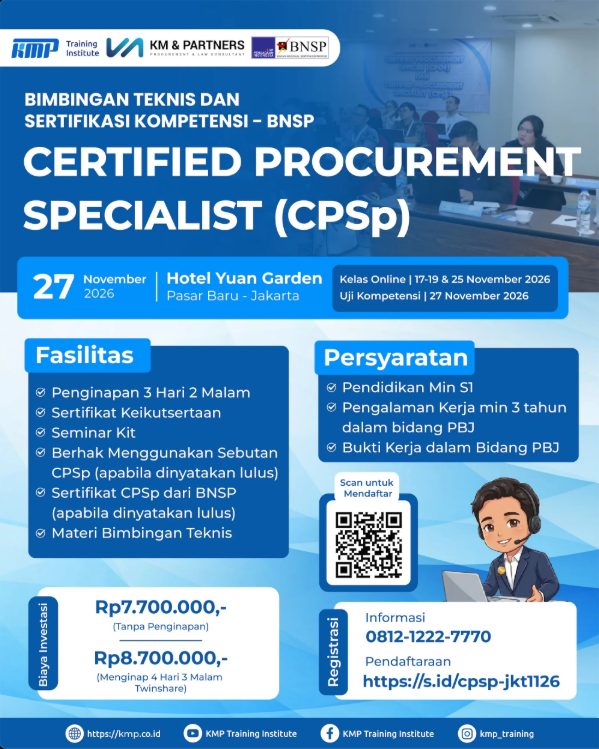 KMP Training Institute
KM & PARTNERS
PROCUREMENT & LAW CONSULTANT
BNSP
BIMBINGAN TEKNIS DAN
SERTIFIKASI KOMPETENSI - BNSP
CERTIFIED PROCUREMENT
SPECIALIST (CPSp)
27 November 2026
Hotel Yuan Garden
Pasar Baru - Jakarta
Kelas Online | 17-19 & 25 November 2026
Uji Kompetensi | 27 November 2026
Fasilitas
Penginapan 3 Hari 2 Malam
Sertifikat Keikutsertaan
Seminar Kit
Berhak Menggunakan Sebutan
CPSp (apabila dinyatakan lulus)
Sertifikat CPSp dari BNSP
(apabila dinyatakan lulus)
Materi Bimbingan Teknis
Persyaratan
Pendidikan Min S1
Pengalaman Kerja min 3 tahun
dalam bidang PBJ
Bukti Kerja dalam Bidang PBJ
Scan untuk
Mendaftar
Biaya Investasi
Rp7.700.000,-
(Tanpa Penginapan)
Rp8.700.000,-
(Menginap 4 Hari 3 Malam
Twinshare)
Registrasi
Informasi
0812-1222-7770
Pendaftaraan
https://s.id/cpsp-jkt1126
https://kmp.co.id
KMP Training Institute
KMP Training Institute
kmp_training